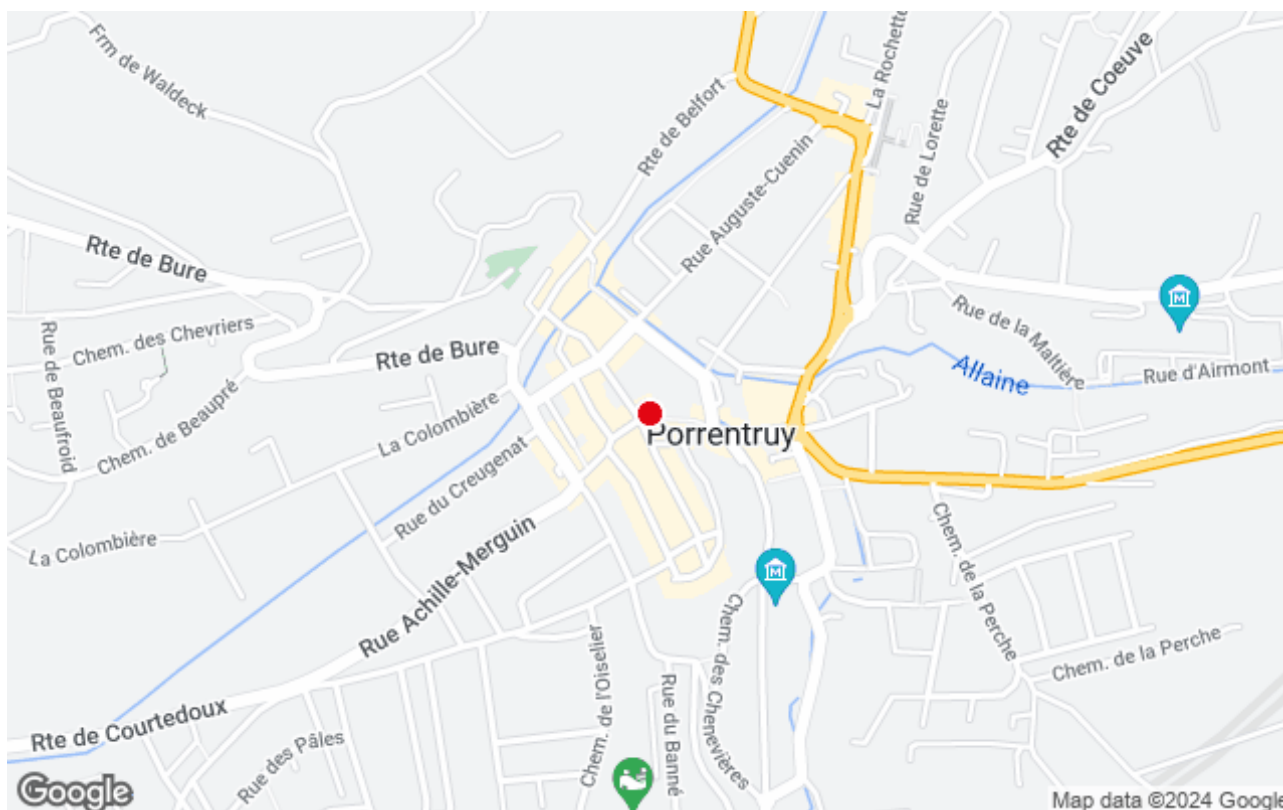 Frm de Waldeck
La Rochette
Rte de Belfort
Rte de Coeuve
Rue de Lorette
Rue Auguste-Cuenin
Rte de Bure
Rue de Beaufroid
Chem. des Chevriers
Rte de Bure
Rue de la Maltière
M
Allaine
Rue d'Airmont
Chem. de Beaupré
La Colombière
Porrentruy
Rue du Creugenat
La Colombière
Chem. de la Perche
Rue Achille-Merguin
M
Chem. des Chenevières
Chem. de l'Oiselier
Rue du Banné
Chem. de la Perche
Rte de Courtedoux
Rue des Pâles
Google
Map data ©2024 Google